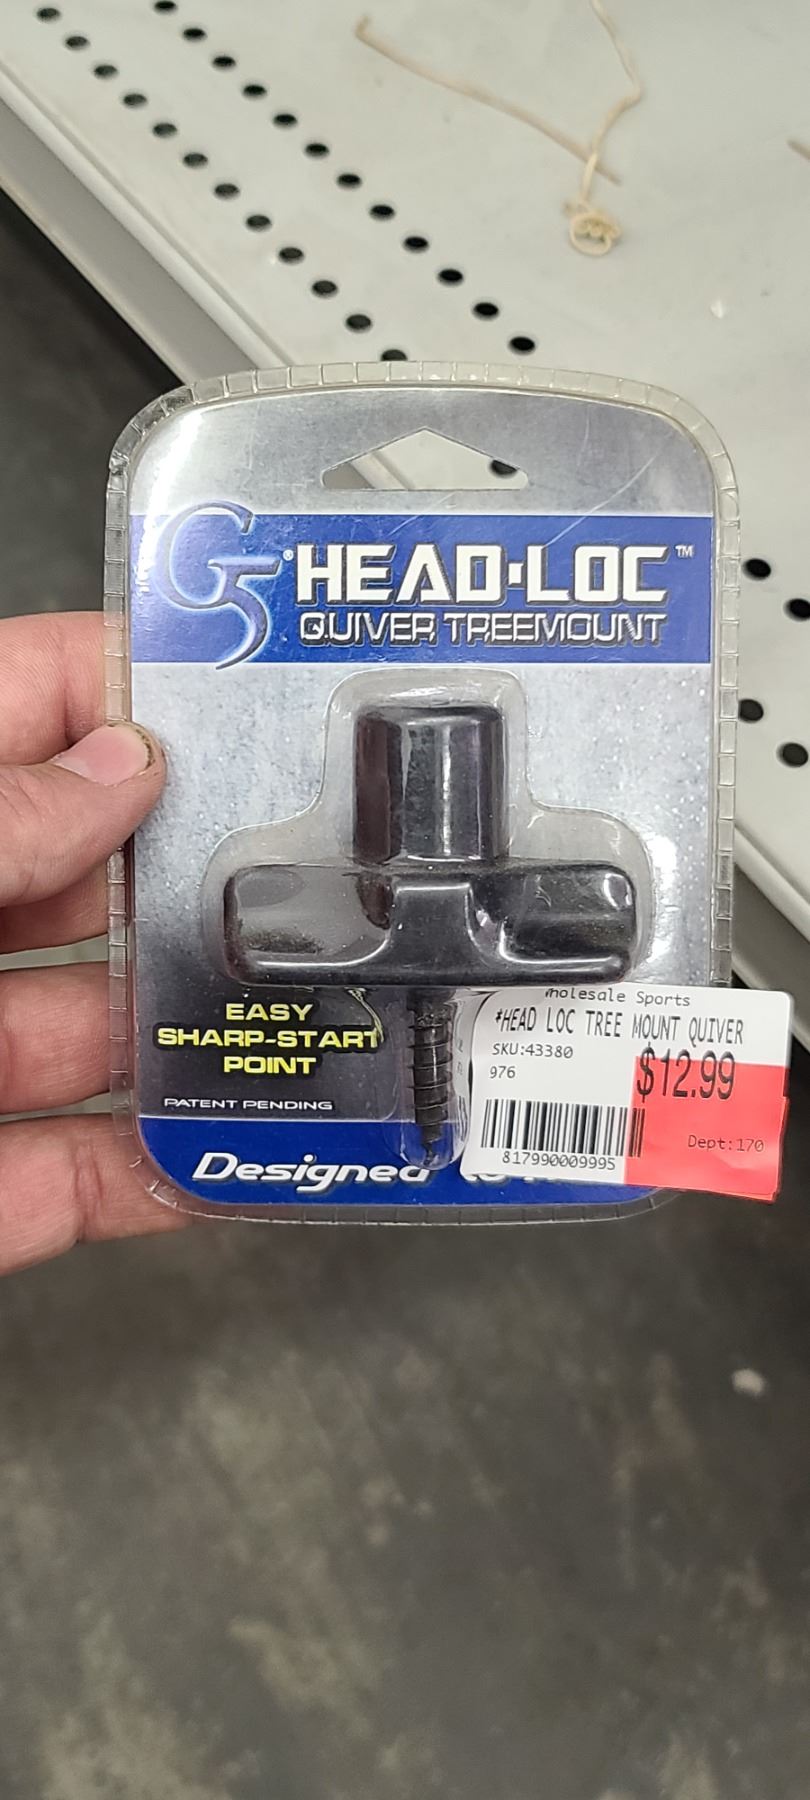 G5® HEAD·LOC™
QUIVER TREEMOUNT
EASY
SHARP-START
POINT
PATENT PENDING
Designed
Wholesale Sports
*HEAD LOC TREE MOUNT QUIVER
SKU:43380
976
$12.99
Dept:170
817990009995